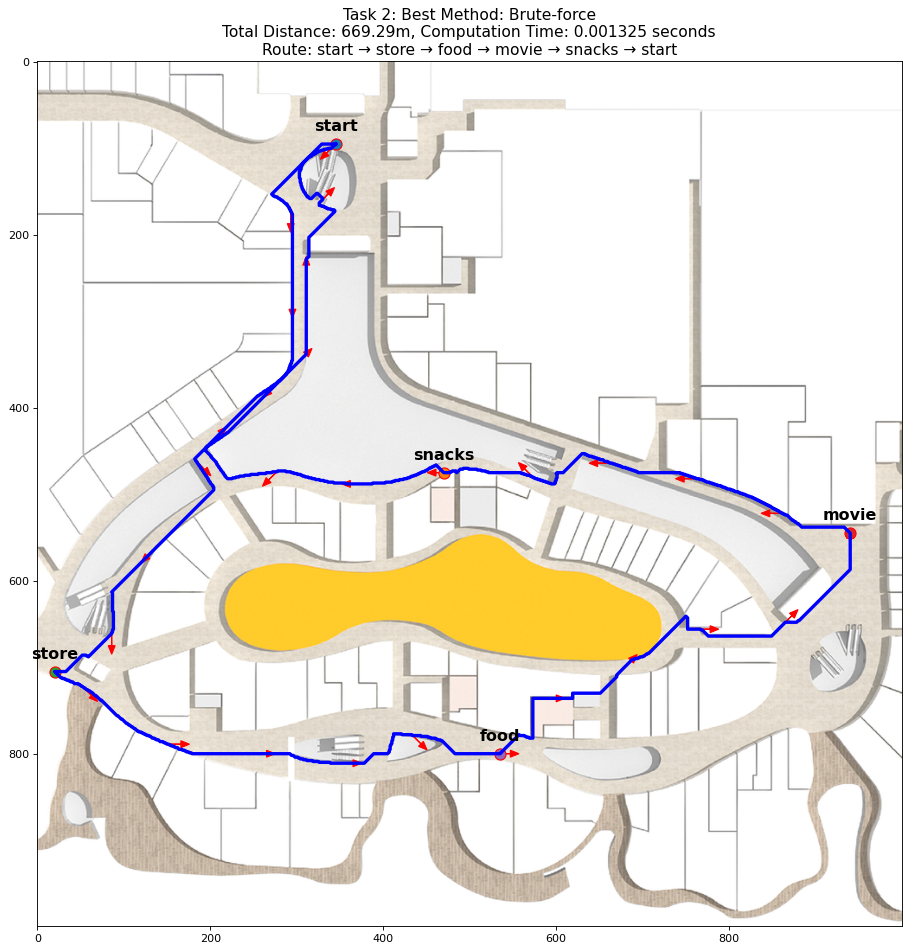 Task 2: Best Method: Brute-force
Total Distance: 669.29m, Computation Time: 0.001325 seconds
Route: start → store → food → movie → snacks → start
0
start
200
400
snacks
movie
600
store
food
800
0
200
400
600
800